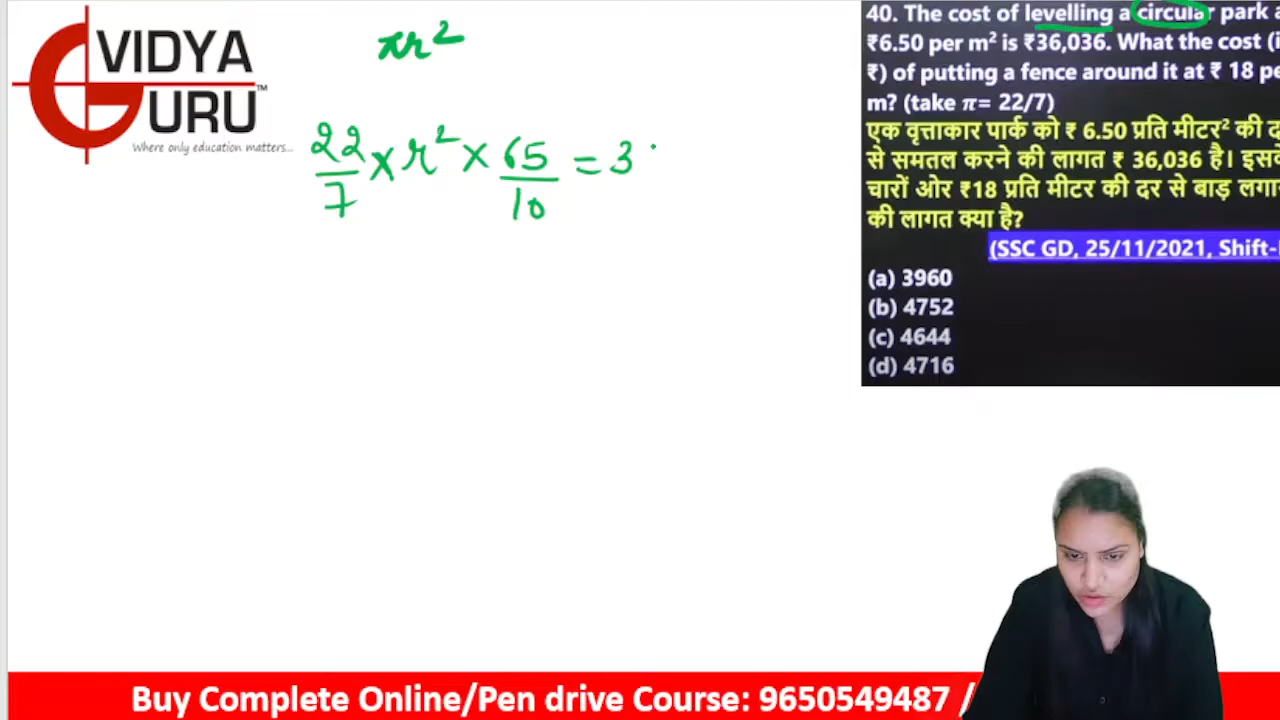 VIDYA
GURU™
Where only education matters...
πr²
22/7 × r² × 65/10 = 3
40. The cost of levelling a circular park a
₹6.50 per m² is ₹36,036. What the cost (i
₹) of putting a fence around it at ₹ 18 pe
m? (take π= 22/7)
एक वृत्ताकार पार्क को ₹ 6.50 प्रति मीटर² की द
से समतल करने की लागत ₹ 36,036 है। इसके
चारों ओर ₹18 प्रति मीटर की दर से बाड़ लगा
की लागत क्या है?
(SSC GD, 25/11/2021, Shift-
(a) 3960
(b) 4752
(c) 4644
(d) 4716
Buy Complete Online/Pen drive Course: 9650549487 /